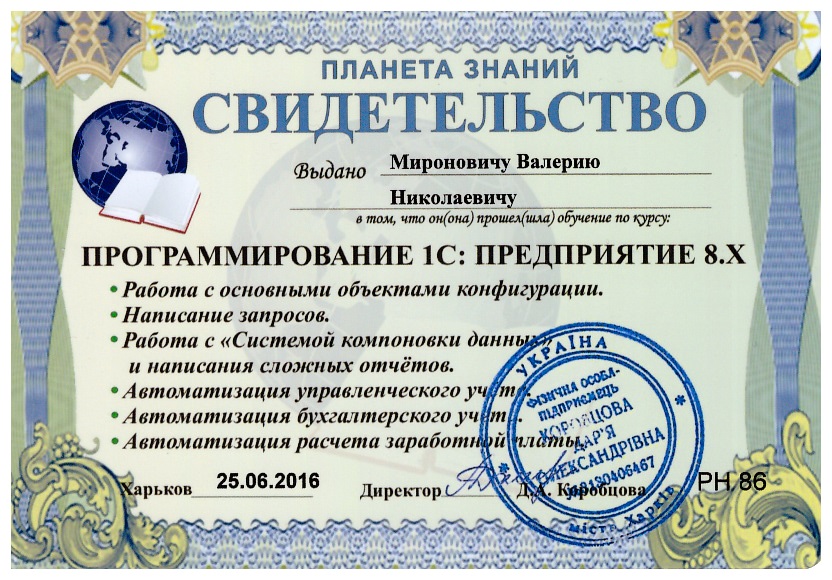 ПЛАНЕТА ЗНАНИЙ
СВИДЕТЕЛЬСТВО
Выдано Мироновичу Валерию
Николаевичу
в том, что он(она) прошел(шла) обучение по курсу:
ПРОГРАММИРОВАНИЕ 1С: ПРЕДПРИЯТИЕ 8.X
• Работа с основными объектами конфигурации.
• Написание запросов.
• Работа с «Системой компоновки данных»
и написания сложных отчётов.
• Автоматизация управленческого учёта.
• Автоматизация бухгалтерского учёта.
• Автоматизация расчета заработной платы.
УКРАЇНА
ФІЗИЧНА ОСОБА-
ПІДПРИЄМЕЦЬ
КОРОБЦОВА
ДАР'Я
ОЛЕКСАНДРІВНА
місто Харків
Харьков 25.06.2016 Директор Д.А. Коробцова РН 86